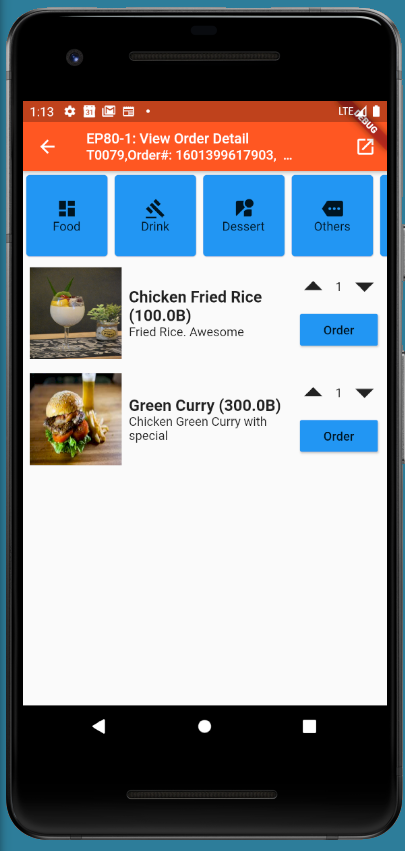 1:13
31
LTE
DEBUG
EP80-1: View Order Detail
T0079,Order#: 1601399617903, ...
Food
Drink
Dessert
Others
Chicken Fried Rice
(100.0B)
Fried Rice. Awesome
1
Order
Green Curry (300.0B)
Chicken Green Curry with
special
1
Order